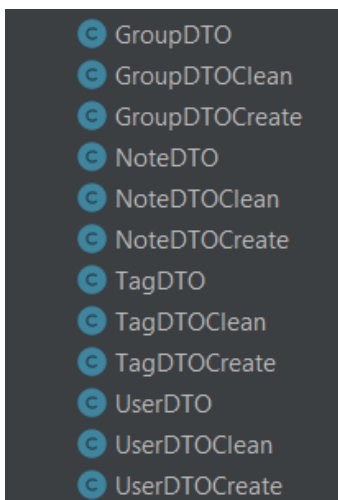 GroupDTO
GroupDTOClean
GroupDTOCreate
NoteDTO
NoteDTOClean
NoteDTOCreate
TagDTO
TagDTOClean
TagDTOCreate
UserDTO
UserDTOClean
UserDTOCreate